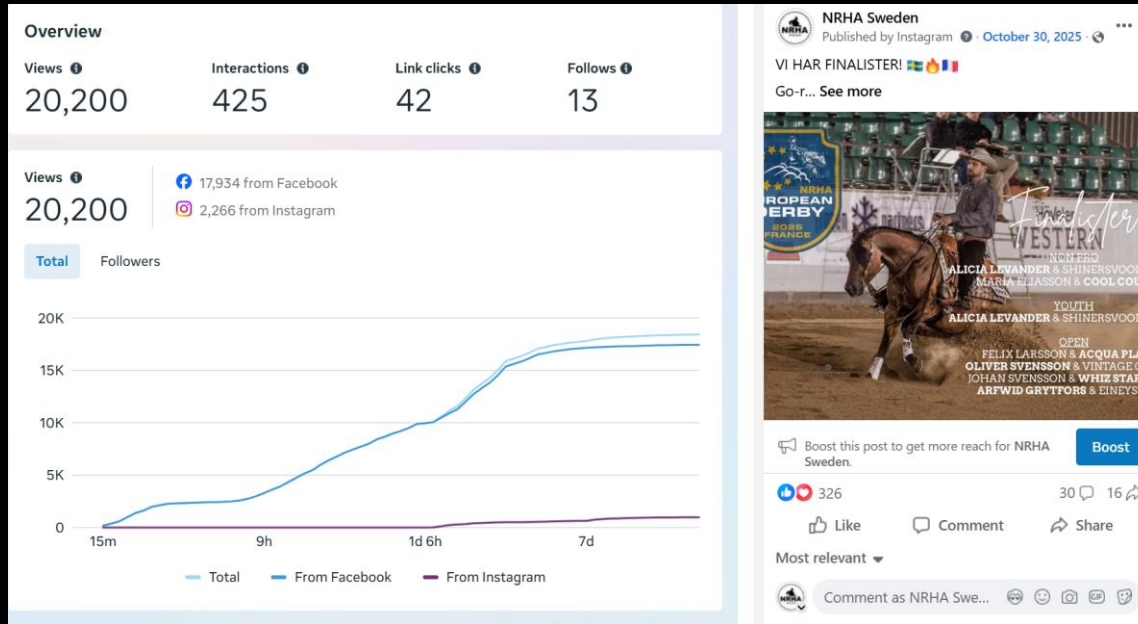 Overview
Views
20,200
Interactions
425
Link clicks
42
Follows
13
Views
20,200
17,934 from Facebook
2,266 from Instagram
Total Followers
20K
15K
10K
5K
0
15m 9h 1d 6h 7d
Total From Facebook From Instagram
NRHA Sweden
Published by Instagram · October 30, 2025 ·
VI HAR FINALISTER! 🇸🇪🔥🇫🇷
Go-r... See more
NRHA
ROPEAN
DERBY
2025
FRANCE
partners
Finalister
WESTERN
NON PRO
ALICIA LEVANDER & SHINERSVOO
MARIA ELIASSON & COOL COU
YOUTH
ALICIA LEVANDER & SHINERSVOO
OPEN
FELIX LARSSON & ACQUA PLA
OLIVER SVENSSON & VINTAGE
JOHAN SVENSSON & WHIZ STAR
ARFWID GRYTFORS & EINEYS
Boost this post to get more reach for NRHA
Sweden.
Boost
326
30 16
Like Comment Share
Most relevant
NRHA
Comment as NRHA Swe...
GIF